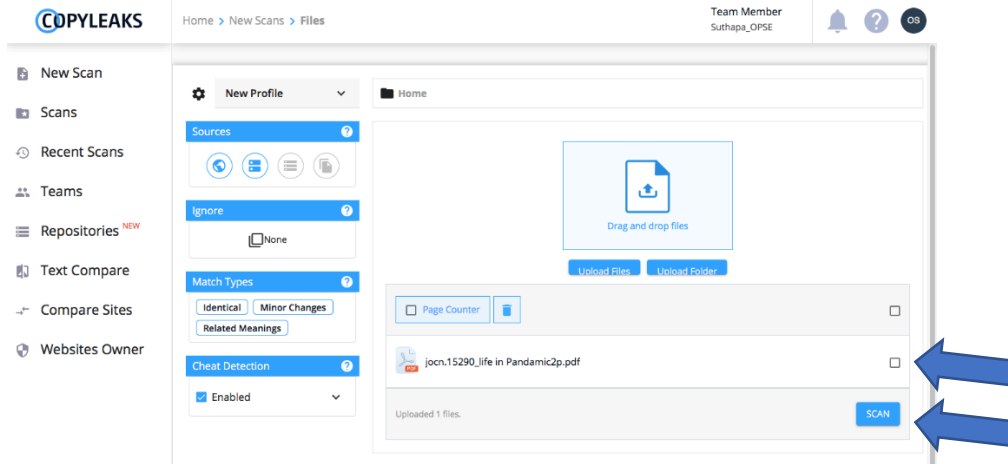 COPYLEAKS
Home > New Scans > Files
Team Member
Suthapa_OPSE
OS
New Scan
Scans
Recent Scans
Teams
Repositories NEW
Text Compare
Compare Sites
Websites Owner
New Profile
Sources
Ignore
None
Match Types
Identical
Minor Changes
Related Meanings
Cheat Detection
Enabled
Home
Drag and drop files
Upload Files
Upload Folder
Page Counter
PDF
jocn.15290_life in Pandamic2p.pdf
Uploaded 1 files.
SCAN